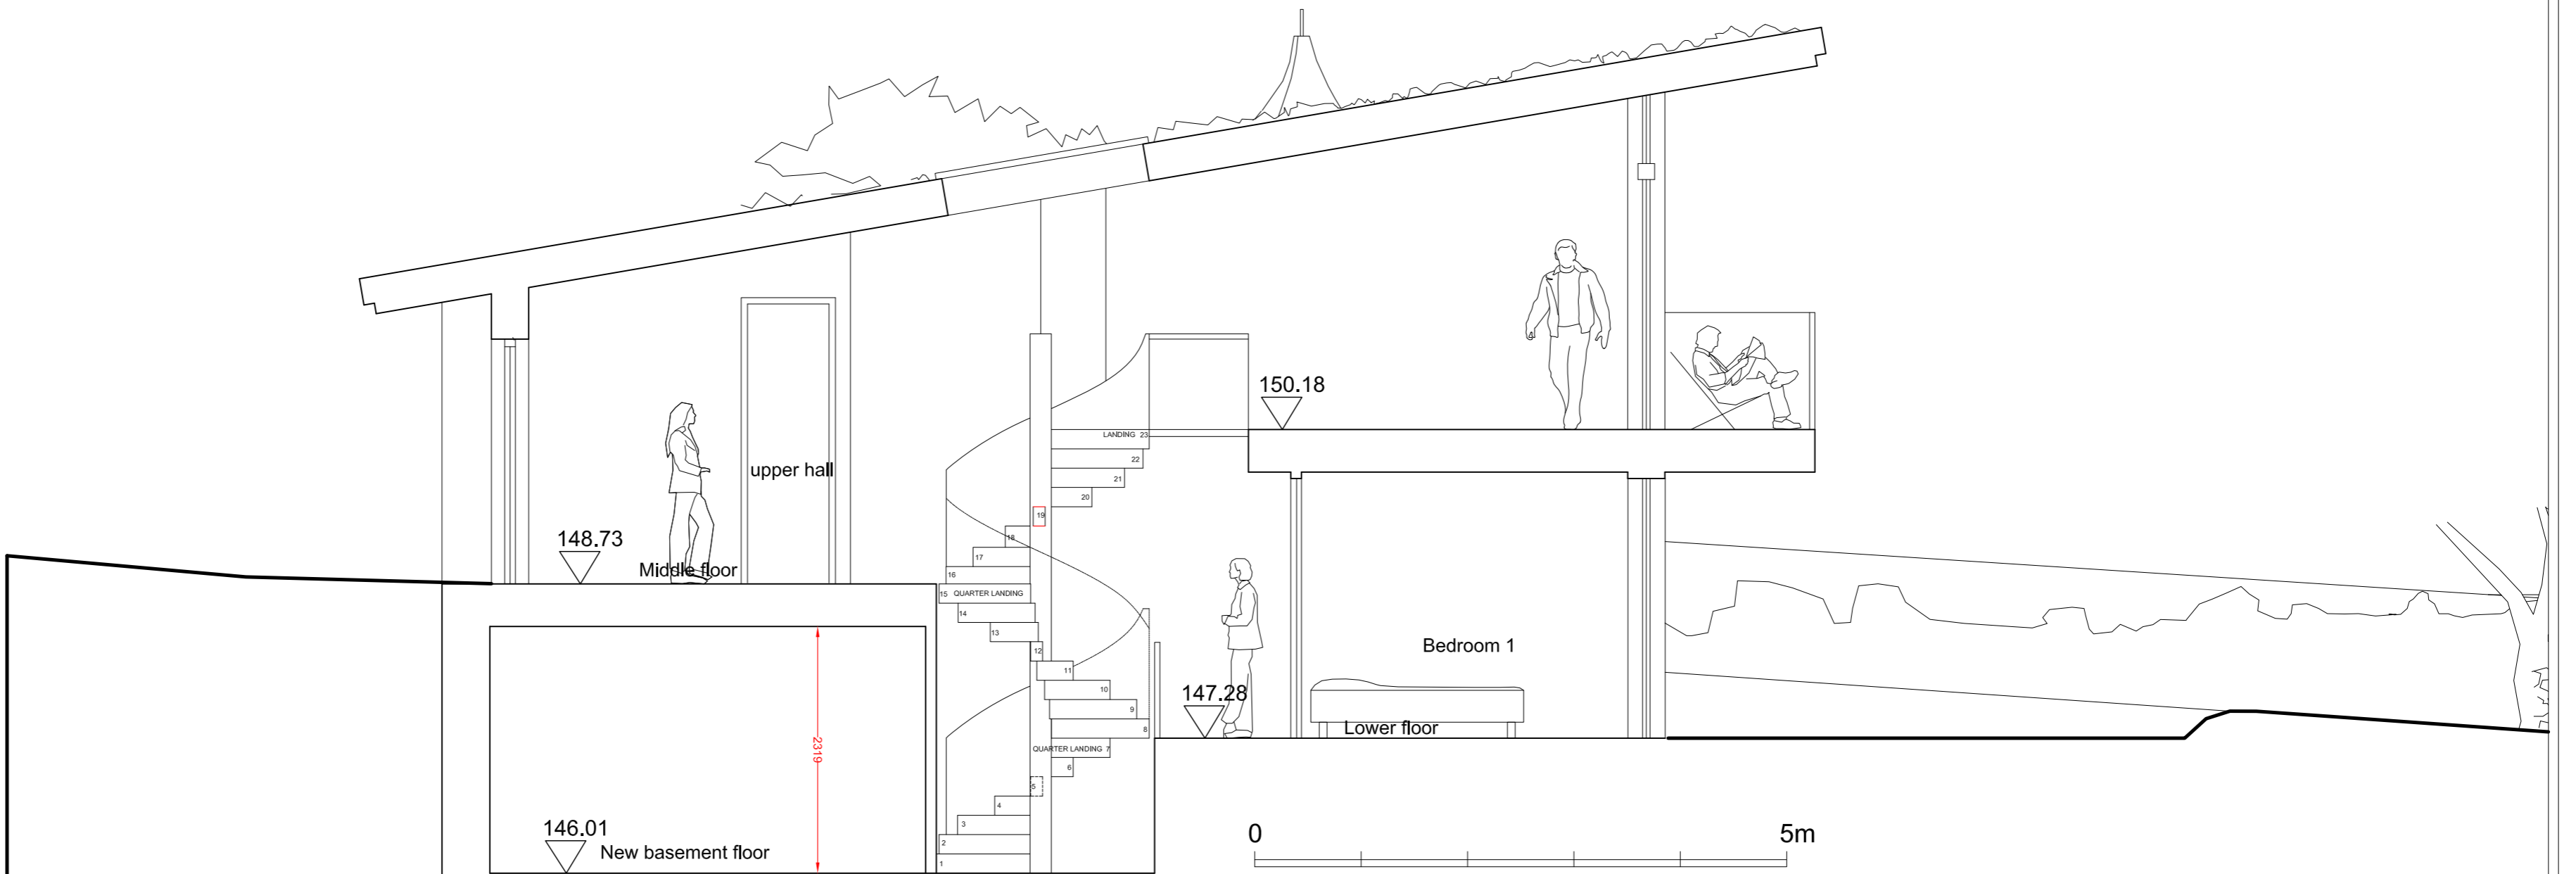 150.18
LANDING 23
22
21
20
19
18
17
16
15 QUARTER LANDING
14
13
12
11
10
9
8
QUARTER LANDING 7
6
5
4
3
2
1
upper hall
148.73
Middle floor
Bedroom 1
147.28
Lower floor
2319
146.01
New basement floor
0 5m